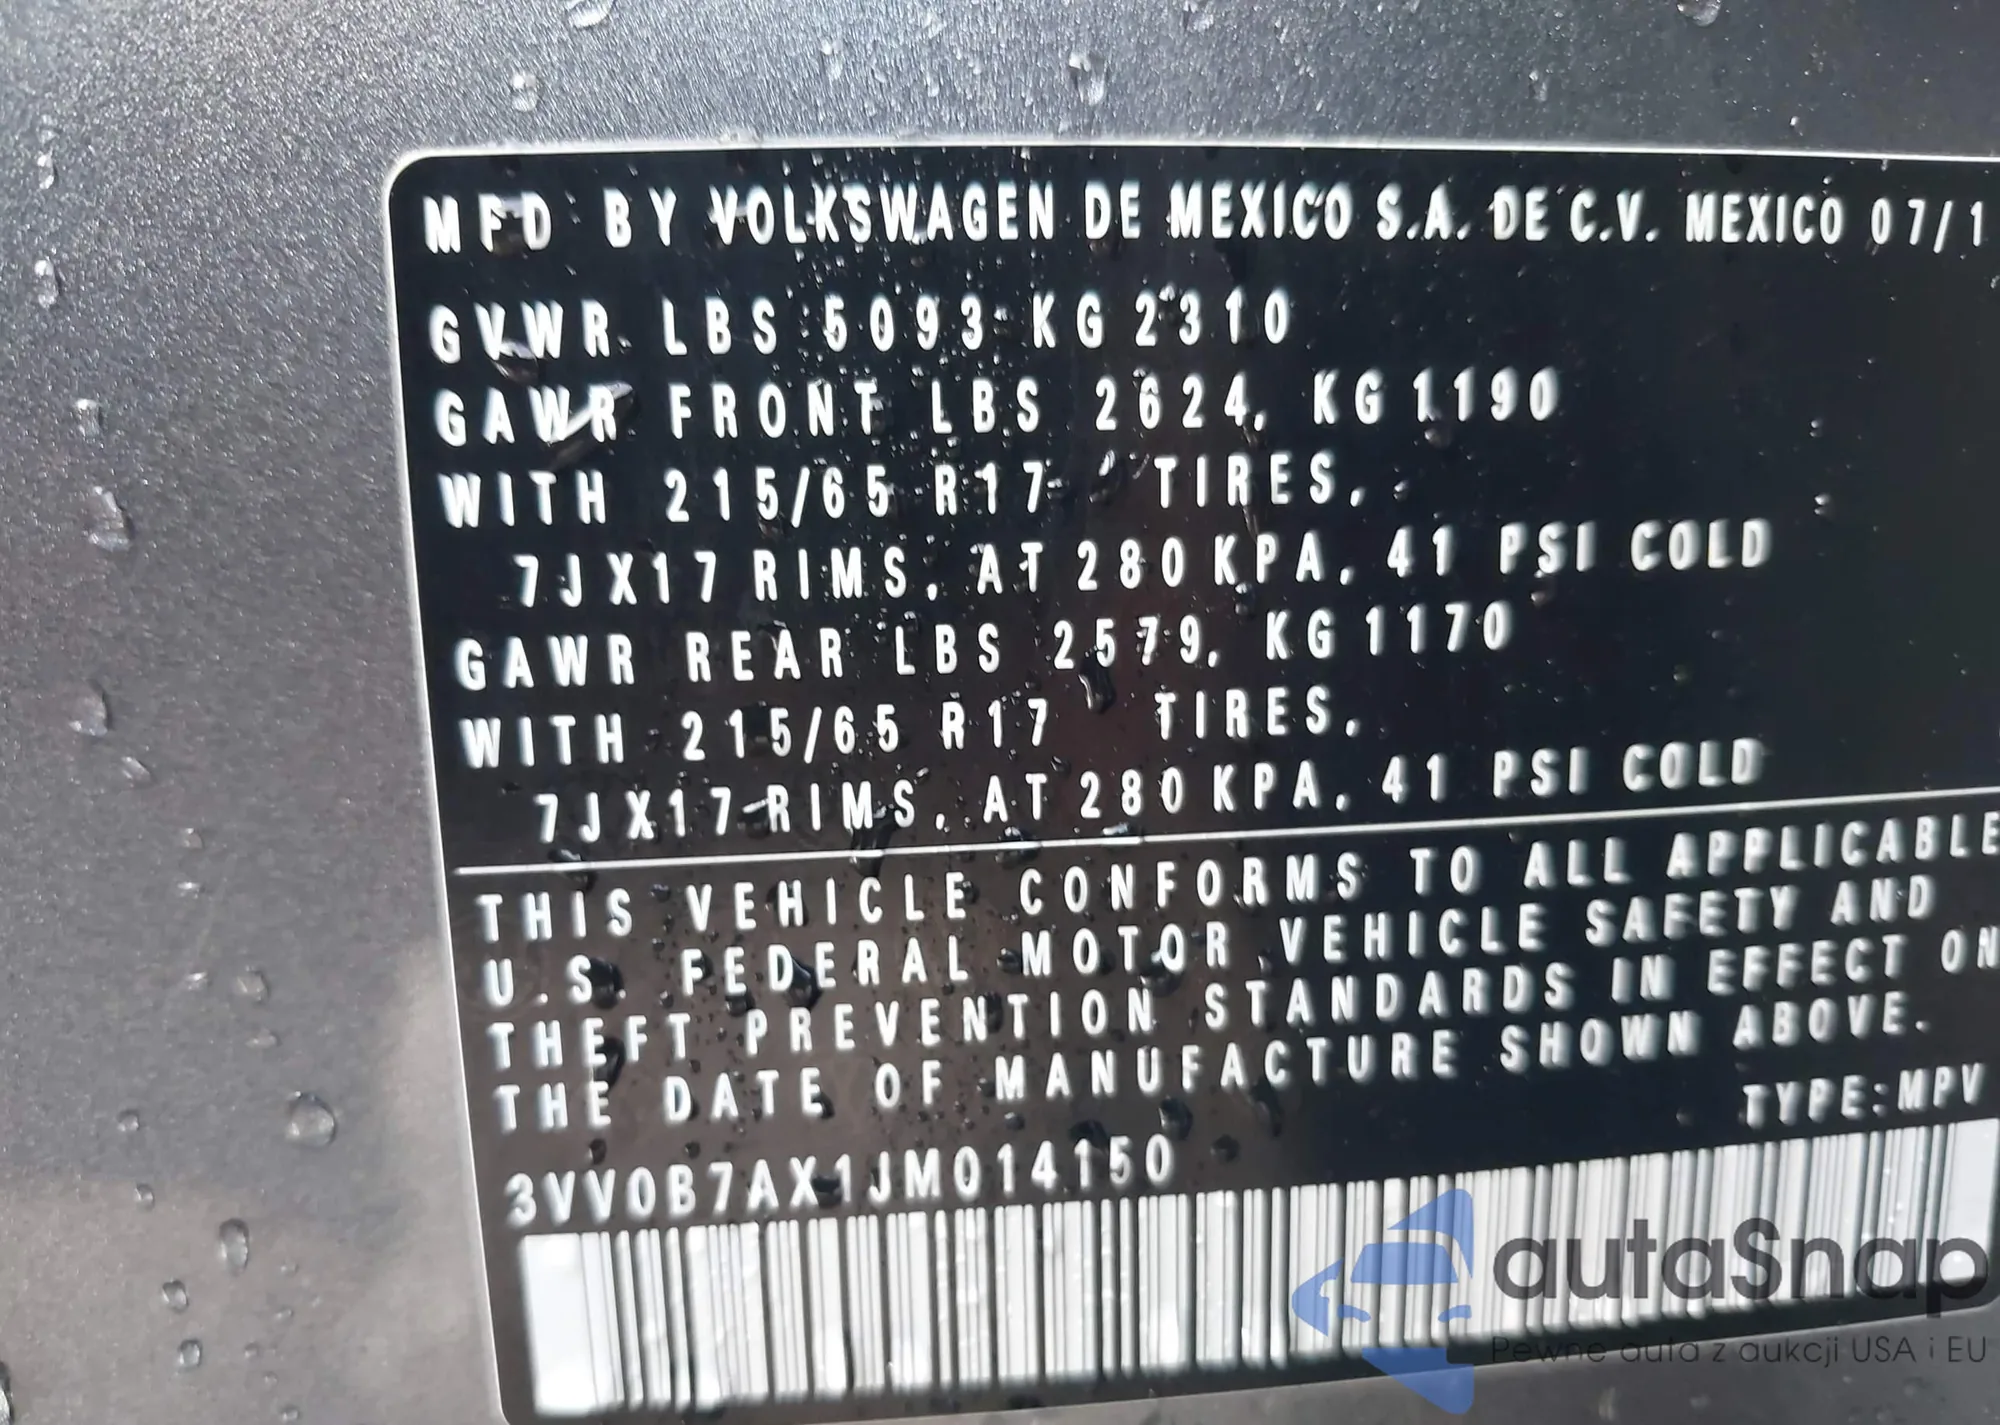 MFD BY VOLKSWAGEN DE MEXICO S.A. DE C.V. MEXICO 07/1
GVWR LBS 5093 KG 2310
GAWR FRONT LBS 2624, KG 1190
WITH 215/65 R17 TIRES,
7JX17 RIMS, AT 280 KPA, 41 PSI COLD
GAWR REAR LBS 2579, KG 1170
WITH 215/65 R17 TIRES,
7JX17 RIMS, AT 280 KPA, 41 PSI COLD
THIS VEHICLE CONFORMS TO ALL APPLICABLE
U.S. FEDERAL MOTOR VEHICLE SAFETY AND
THEFT PREVENTION STANDARDS IN EFFECT ON
THE DATE OF MANUFACTURE SHOWN ABOVE.
TYPE:MPV
3VV0B7AX1JM014150
autaSnap
Pewne auta z aukcji USA i EU